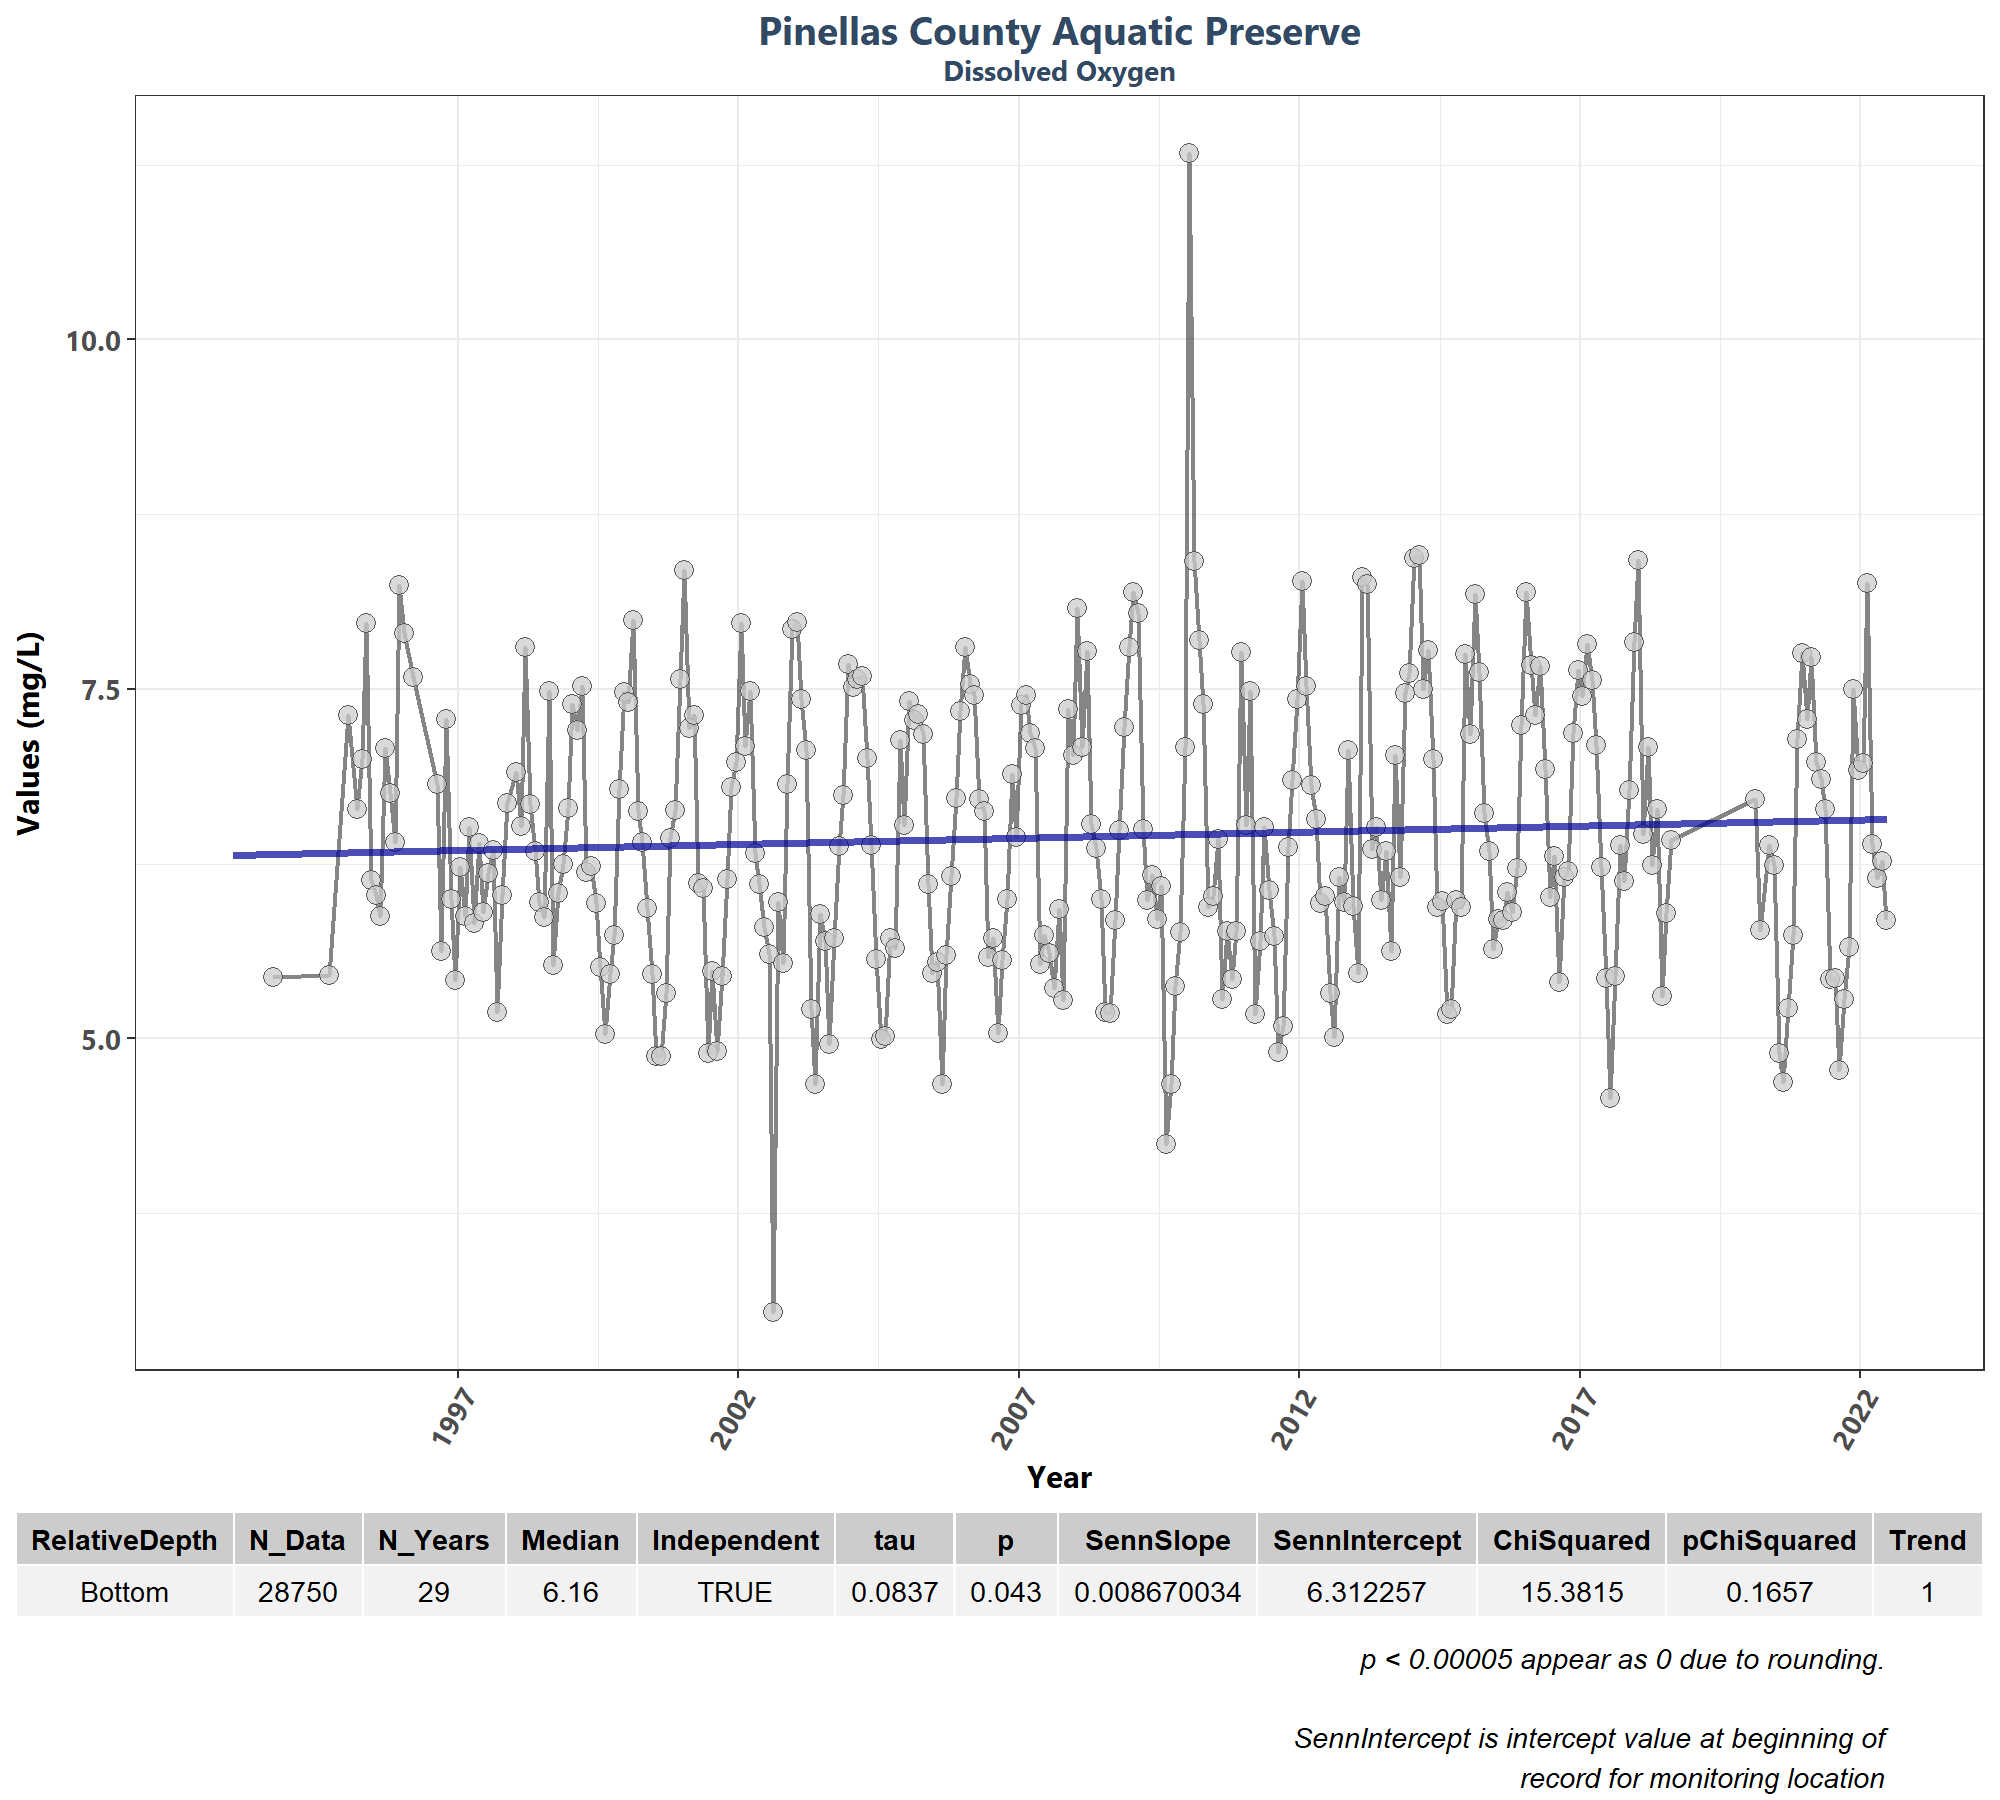 Pinellas County Aquatic Preserve
Dissolved Oxygen
Values (mg/L)
10.0
7.5
5.0
1997 2002 2007 2012 2017 2022
Year
RelativeDepth N_Data N_Years Median Independent tau p SennSlope SennIntercept ChiSquared pChiSquared Trend
Bottom 28750 29 6.16 TRUE 0.0837 0.043 0.008670034 6.312257 15.3815 0.1657 1
p < 0.00005 appear as 0 due to rounding.
SennIntercept is intercept value at beginning of
record for monitoring location